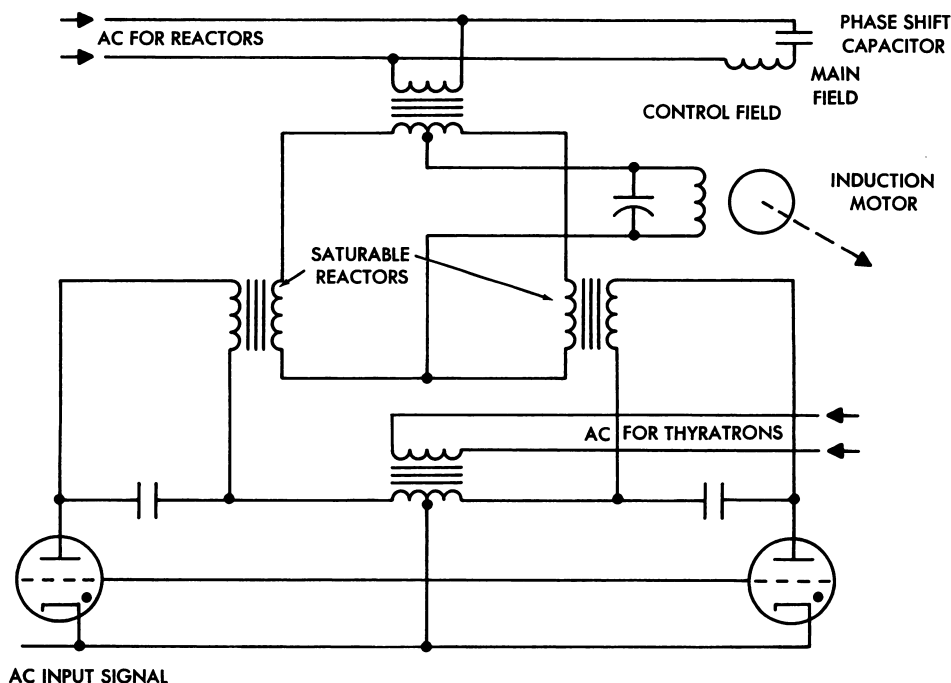 PHASE SHIFT
CAPACITOR
AC FOR REACTORS
MAIN
FIELD
CONTROL FIELD
INDUCTION
MOTOR
SATURABLE
REACTORS
AC FOR THYRATRONS
AC INPUT SIGNAL